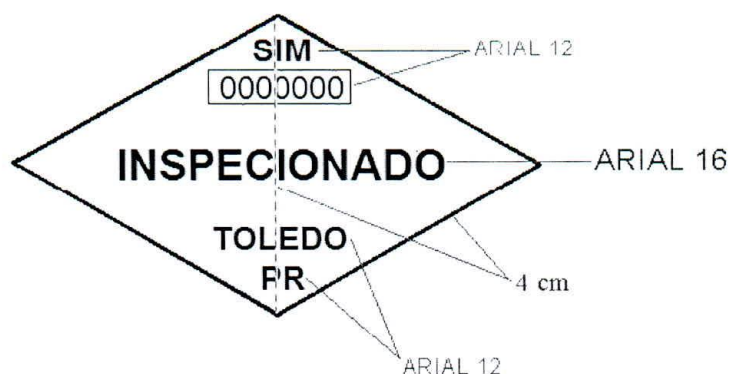 SIM
ARIAL 12
0000000
INSPECIONADO
ARIAL 16
TOLEDO
PR
4 cm
ARIAL 12